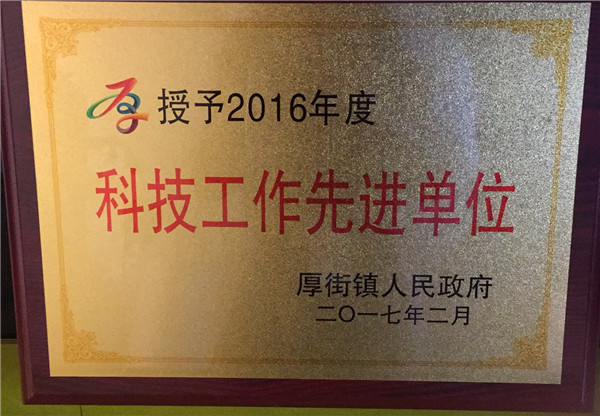 授予2016年度
科技工作先进单位
厚街镇人民政府
二〇一七年二月